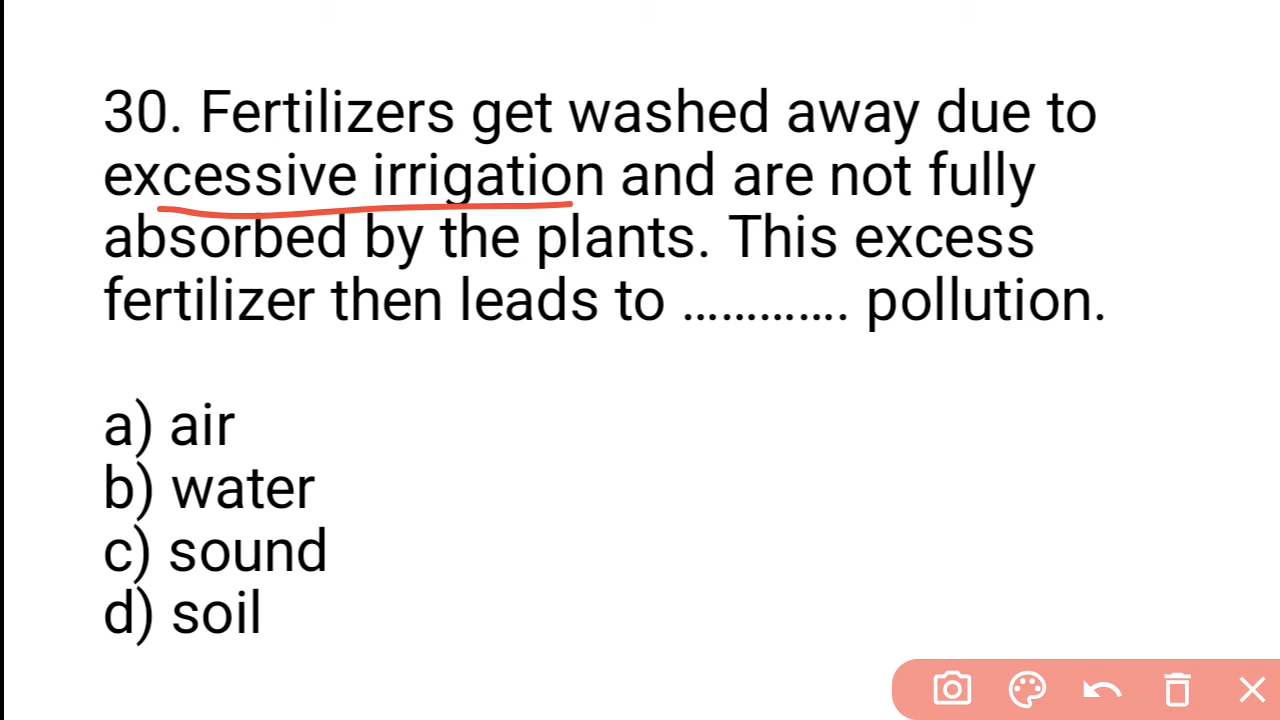 30. Fertilizers get washed away due to
excessive irrigation and are not fully
absorbed by the plants. This excess
fertilizer then leads to ............. pollution.
a) air
b) water
c) sound
d) soil